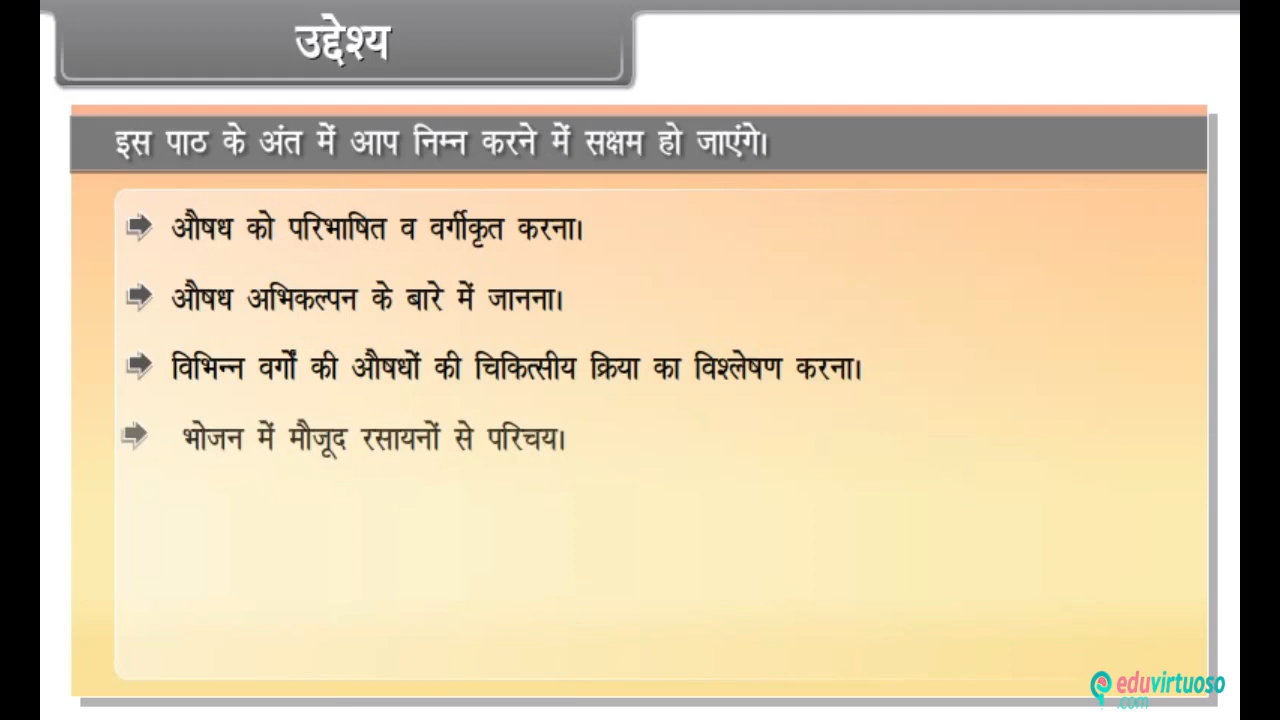 उद्देश्य
इस पाठ के अंत में आप निम्न करने में सक्षम हो जाएंगे।
औषध को परिभाषित व वर्गीकृत करना।
औषध अभिकल्पन के बारे में जानना।
विभिन्न वर्गों की औषधों की चिकित्सीय क्रिया का विश्लेषण करना।
भोजन में मौजूद रसायनों से परिचय।
eduvirtuoso
.com